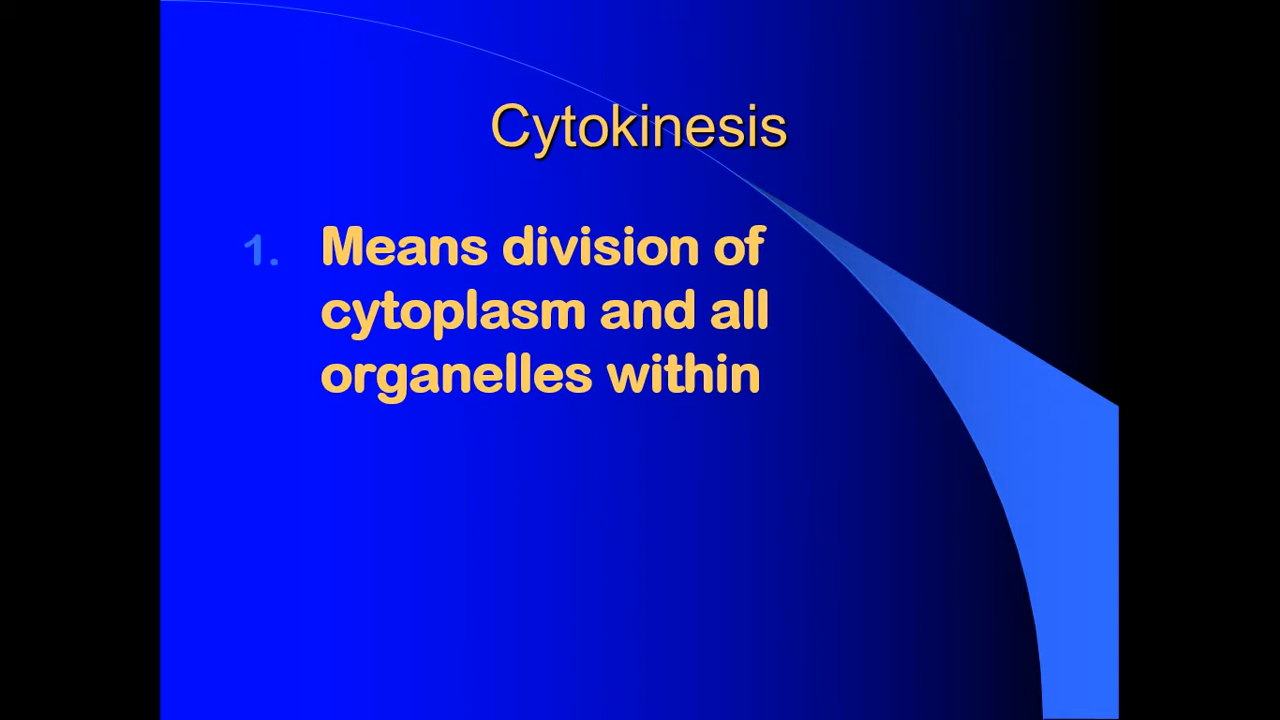 Cytokinesis
1. Means division of
cytoplasm and all
organelles within